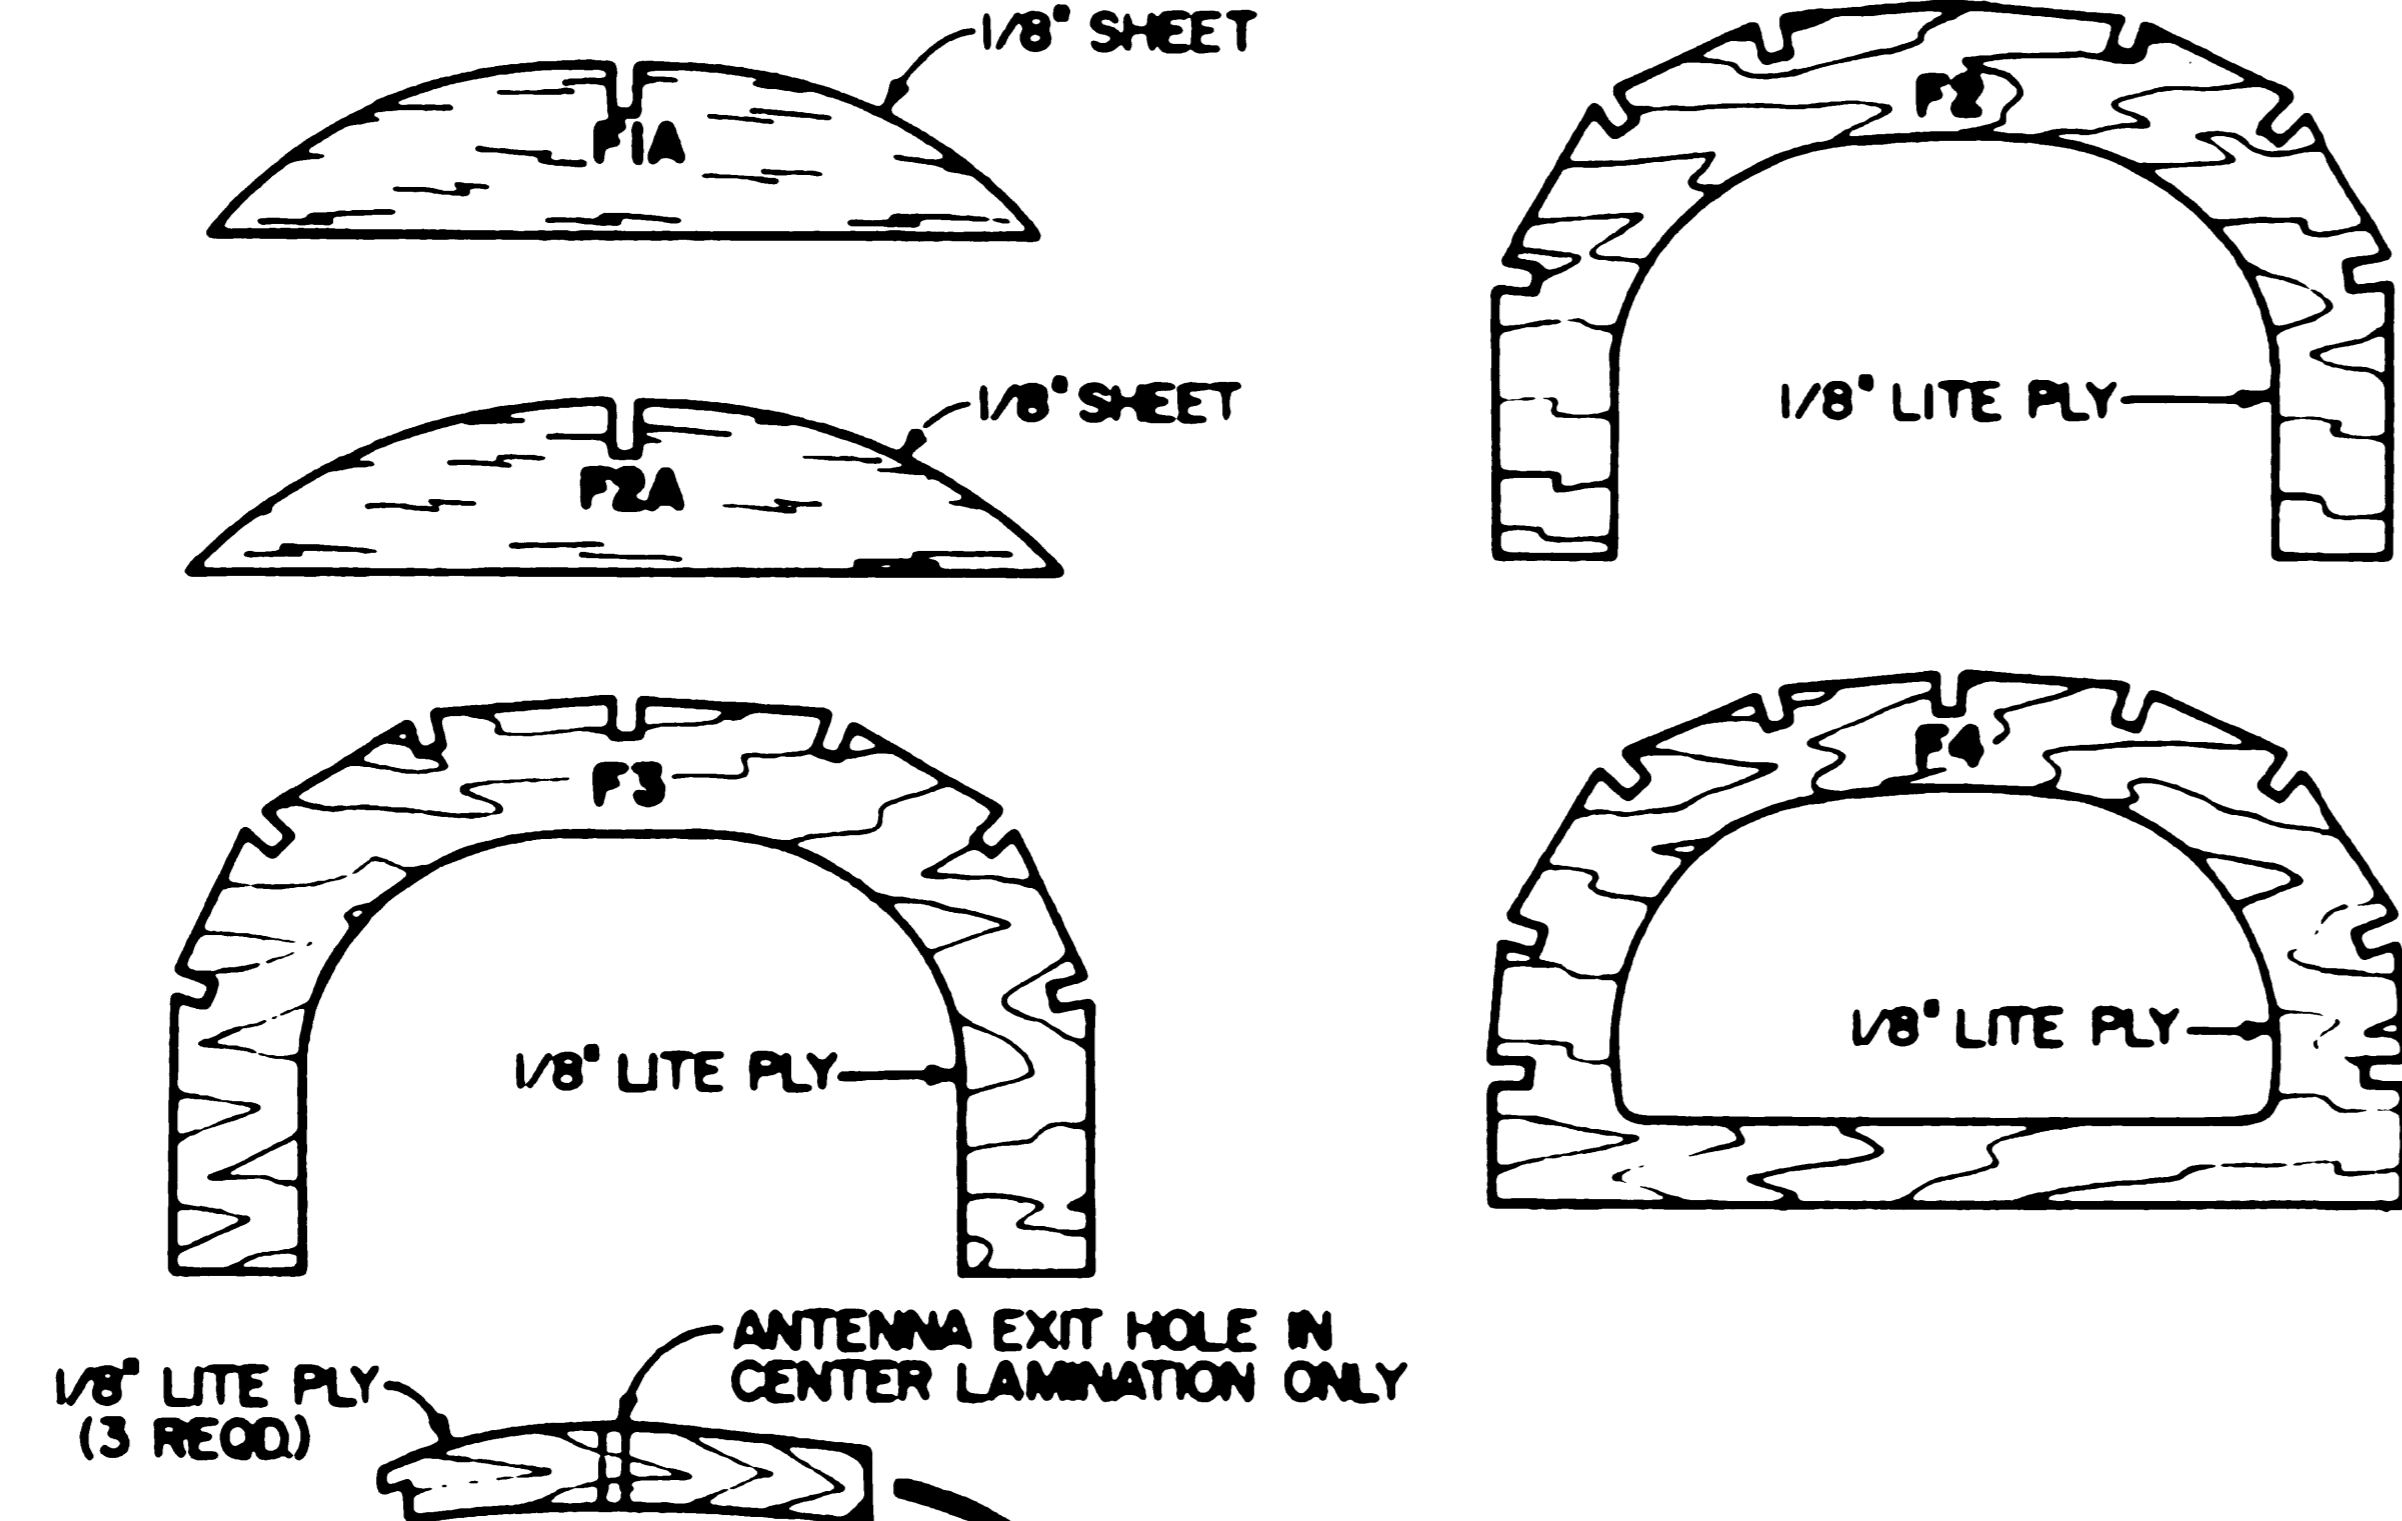 1/8" SHEET
F1A
F2
1/8" SHEET
F2A
1/8" LITE PLY
F3
F4
1/8" LITE PLY
1/8" LITE PLY
ANTENNA EXIT HOLE IN
CENTER LAMINATION ONLY
1/8" LITE PLY
(3 REQD.)